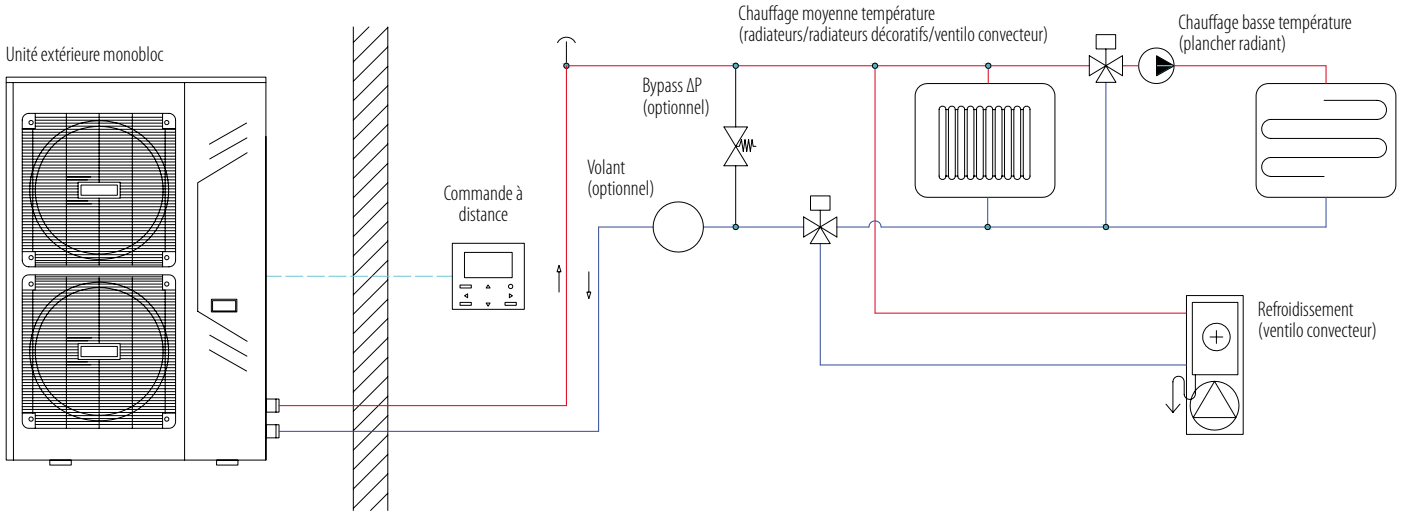 Unité extérieure monobloc
Commande à
distance
Volant
(optionnel)
Bypass ΔP
(optionnel)
Chauffage moyenne température
(radiateurs/radiateurs décoratifs/ventilo convecteur)
Chauffage basse température
(plancher radiant)
Refroidissement
(ventilo convecteur)